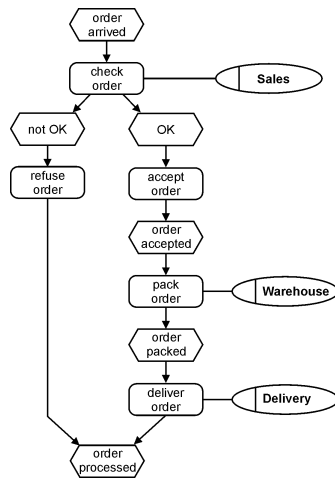 order
arrived
check
order
Sales
not OK
OK
refuse
order
accept
order
order
accepted
pack
order
Warehouse
order
packed
deliver
order
Delivery
order
processed